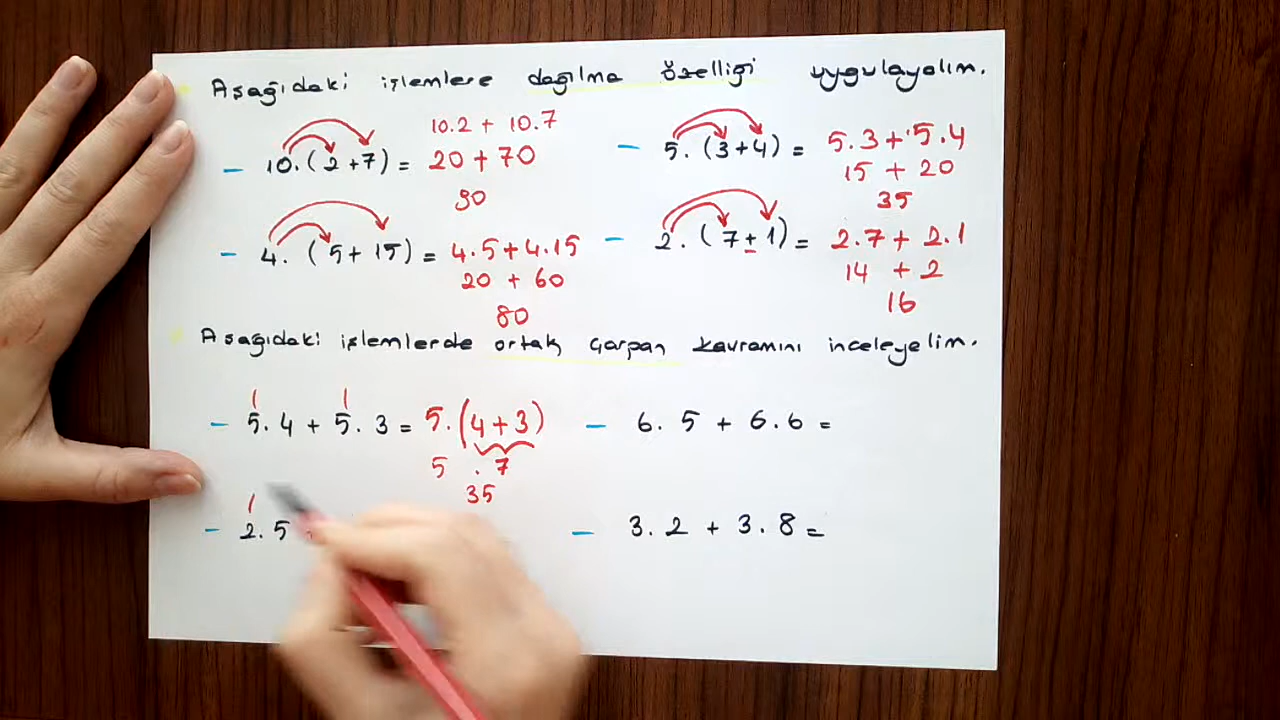 Aşağıdaki işlemlere dağılma özelliği uygulayalım.
- 10.(2+7) = 10.2 + 10.7
20 + 70
90
- 5.(3+4) = 5.3 + 5.4
15 + 20
35
- 4.(5+15) = 4.5+4.15
20 + 60
80
- 2.(7+1) = 2.7 + 2.1
14 + 2
16
Aşağıdaki işlemlerde ortak çarpan kavramını inceleyelim.
- 5.4 + 5.3 = 5.(4+3)
5 . 7
35
- 6.5 + 6.6 =
- 2.5
- 3.2 + 3.8 =